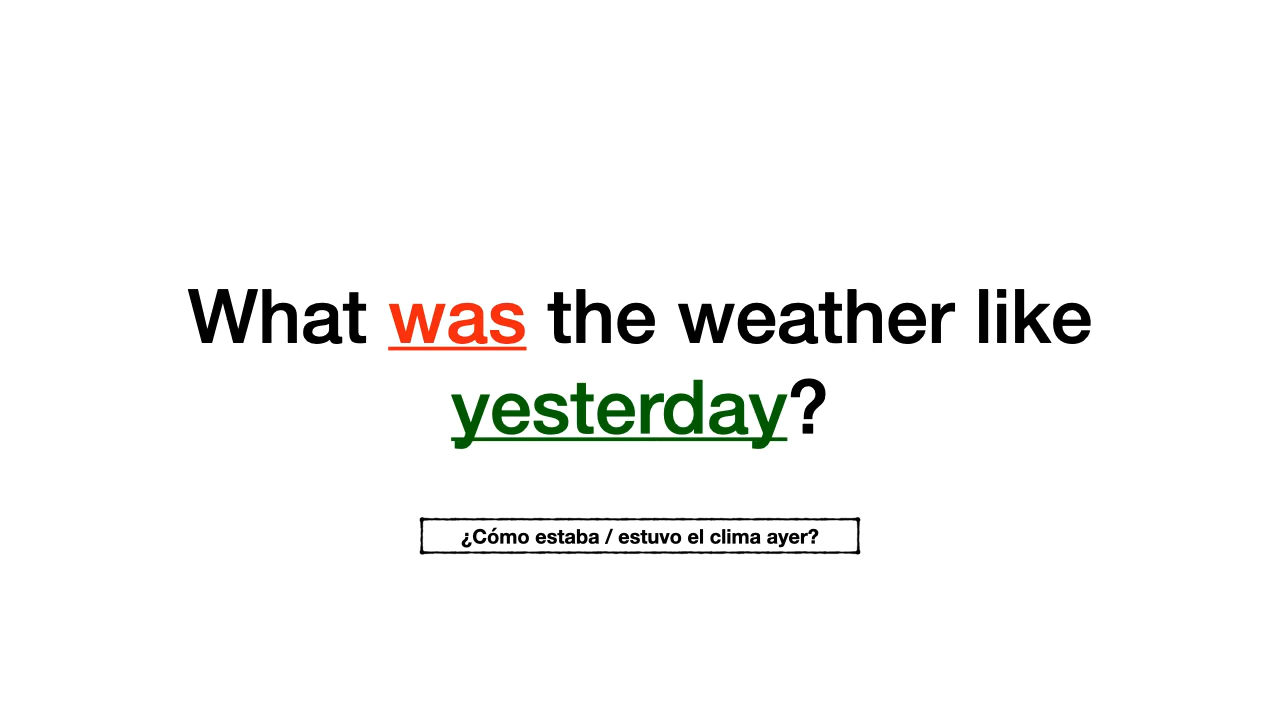 What was the weather like
yesterday?
¿Cómo estaba / estuvo el clima ayer?